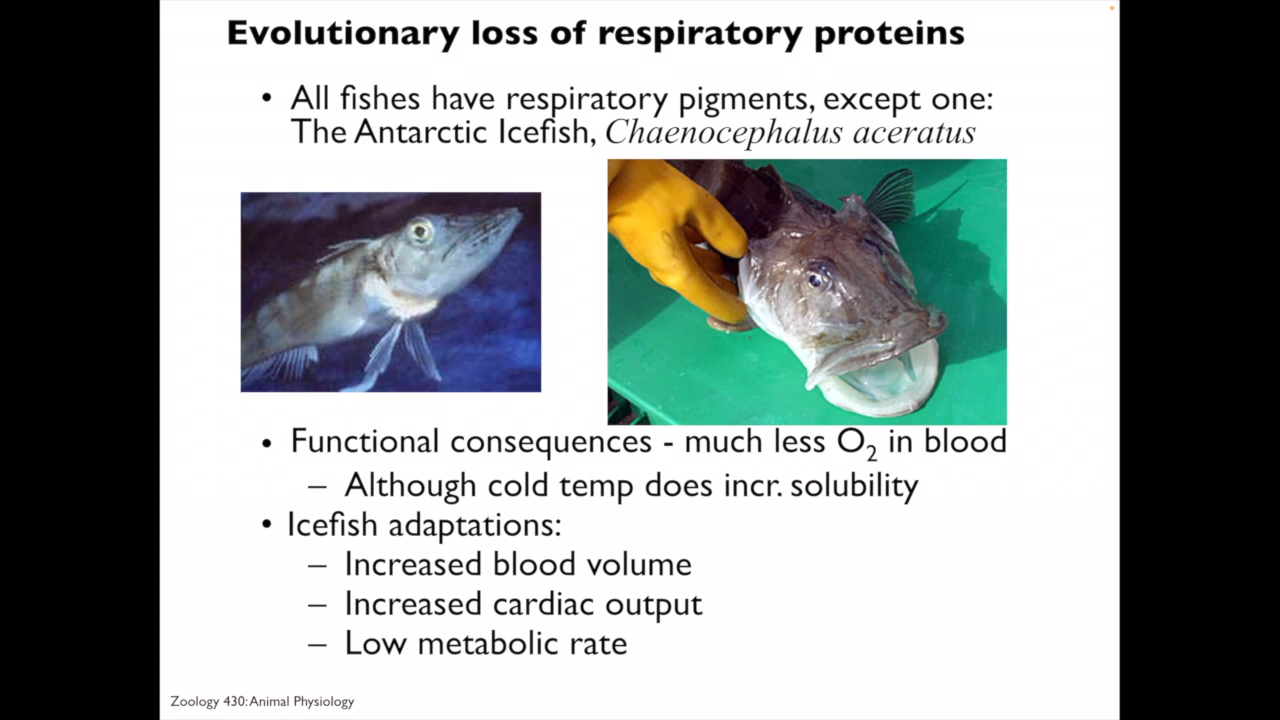 Evolutionary loss of respiratory proteins
• All fishes have respiratory pigments, except one:
The Antarctic Icefish, Chaenocephalus aceratus
• Functional consequences - much less O₂ in blood
– Although cold temp does incr. solubility
• Icefish adaptations:
– Increased blood volume
– Increased cardiac output
– Low metabolic rate
Zoology 430: Animal Physiology